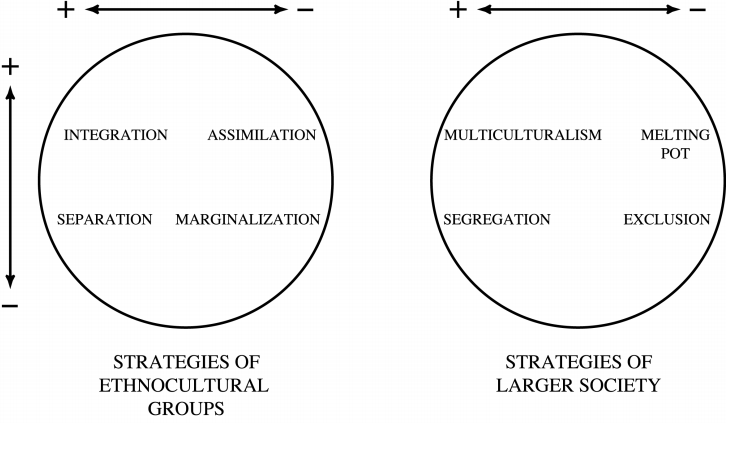 + −
+ −
+
INTEGRATION ASSIMILATION
MULTICULTURALISM MELTING
POT
SEPARATION MARGINALIZATION
SEGREGATION EXCLUSION
−
STRATEGIES OF
ETHNOCULTURAL
GROUPS
STRATEGIES OF
LARGER SOCIETY